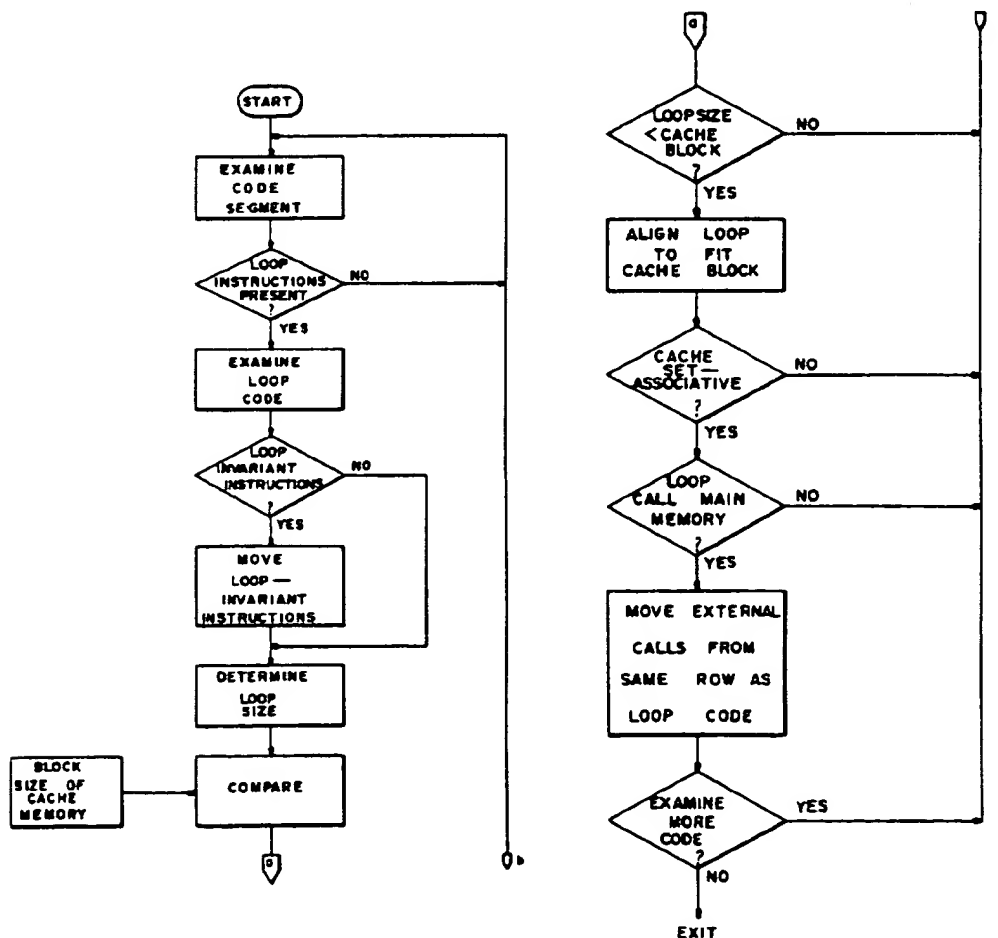 START
EXAMINE
CODE
SEGMENT
LOOP
INSTRUCTIONS
PRESENT
?
NO
YES
EXAMINE
LOOP
CODE
LOOP
INVARIANT
INSTRUCTIONS
?
NO
YES
MOVE
LOOP—
INVARIANT
INSTRUCTIONS
DETERMINE
LOOP
SIZE
BLOCK
SIZE OF
CACHE
MEMORY
COMPARE
a
b
a
LOOPSIZE
< CACHE
BLOCK
?
NO
YES
ALIGN LOOP
TO FIT
CACHE BLOCK
CACHE
SET—
ASSOCIATIVE
?
NO
YES
LOOP
CALL MAIN
MEMORY
?
NO
YES
MOVE EXTERNAL
CALLS FROM
SAME ROW AS
LOOP CODE
EXAMINE
MORE
CODE
?
YES
NO
EXIT